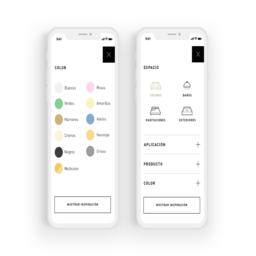 9:41
COLOR
Blancos
Rosas
Verdes
Amarillos
Marrones
Azules
Cremas
Naranjas
Negros
Grises
Multicolor
MOSTRAR INSPIRACIÓN
9:41
ESPACIO
COCINAS
BAÑOS
HABITACIONES
EXTERIORES
APLICACIÓN
PRODUCTO
COLOR
MOSTRAR INSPIRACIÓN